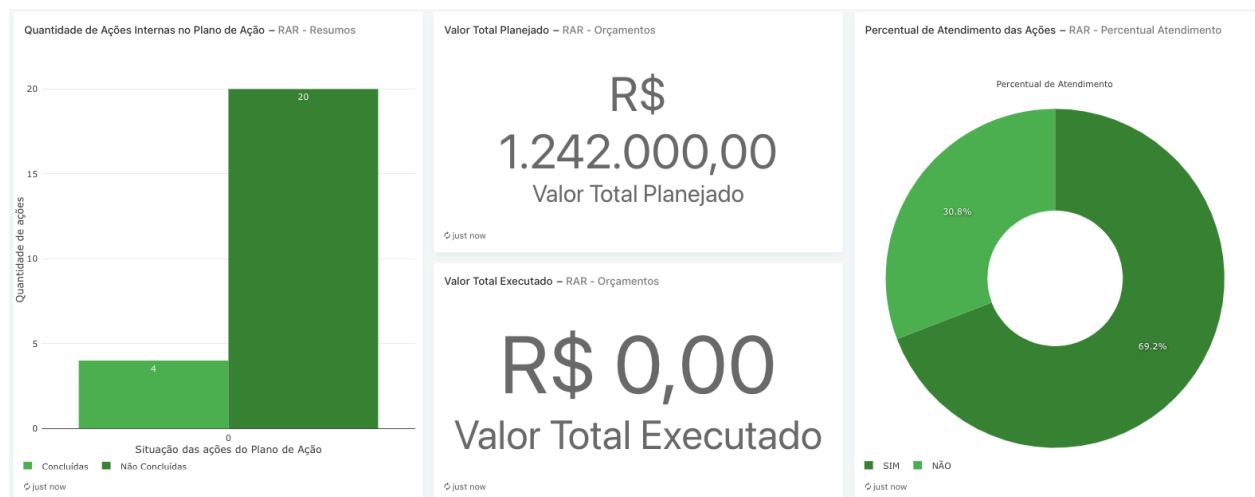 Quantidade de Ações Internas no Plano de Ação – RAR - Resumos
20
15
10
5
0
Quantidade de ações
4
20
0
Situação das ações do Plano de Ação
Concluídas Não Concluídas
just now
Valor Total Planejado – RAR - Orçamentos
R$
1.242.000,00
Valor Total Planejado
just now
Valor Total Executado – RAR - Orçamentos
R$ 0,00
Valor Total Executado
just now
Percentual de Atendimento das Ações – RAR - Percentual Atendimento
Percentual de Atendimento
30.8%
69.2%
SIM NÃO
just now